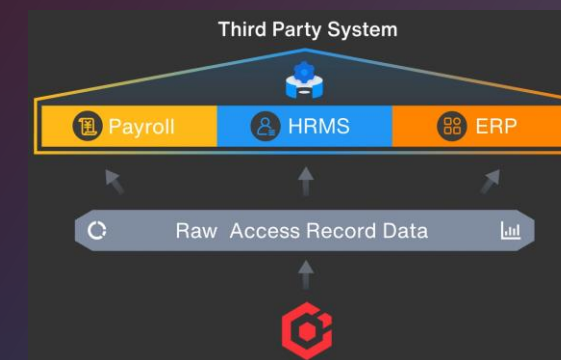 Third Party System
Payroll
HRMS
ERP
Raw Access Record Data